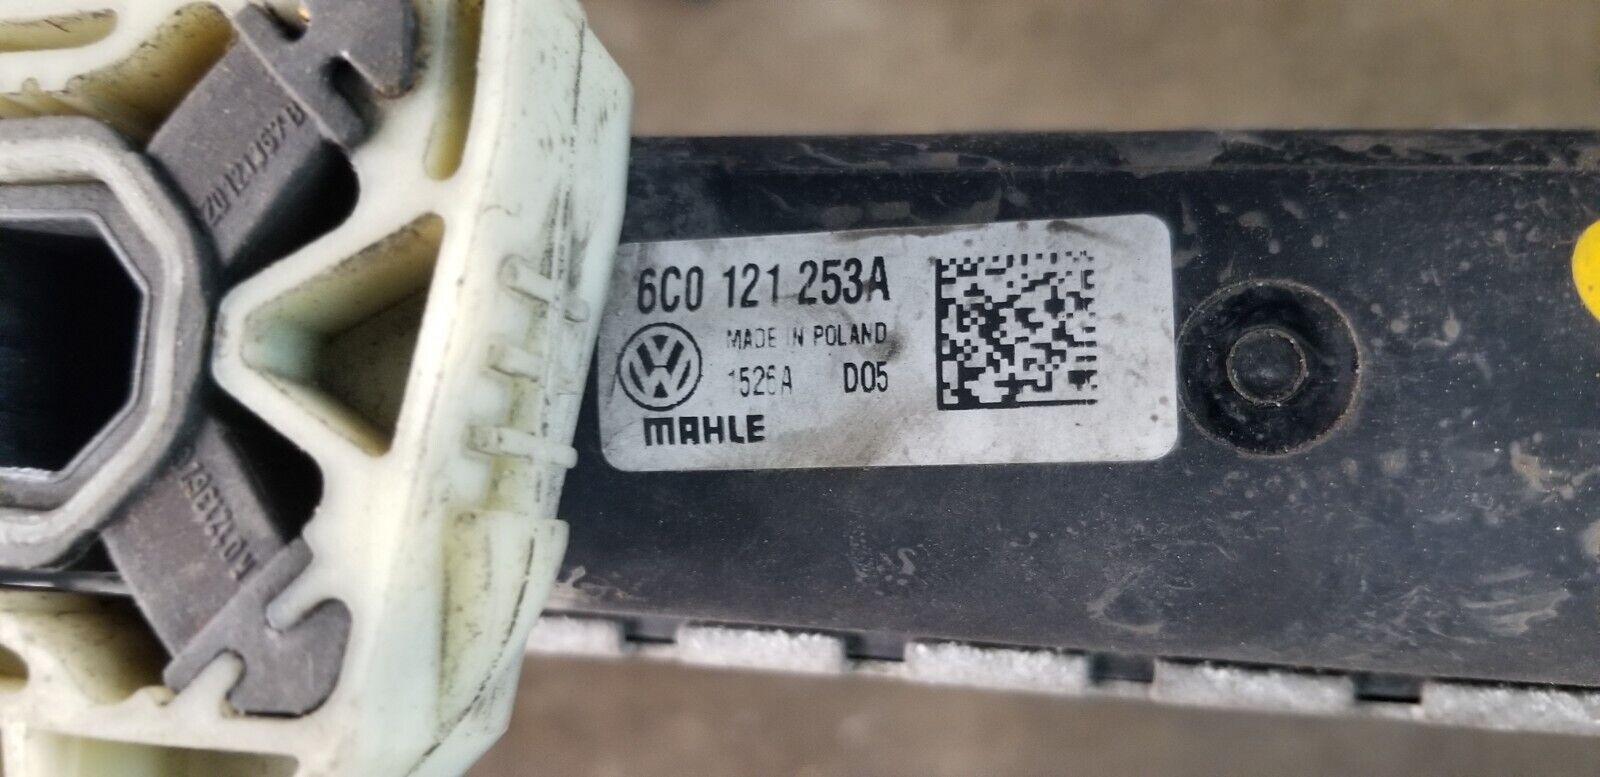 6C0 121 253A
MADE IN POLAND
1526A D05
MAHLE